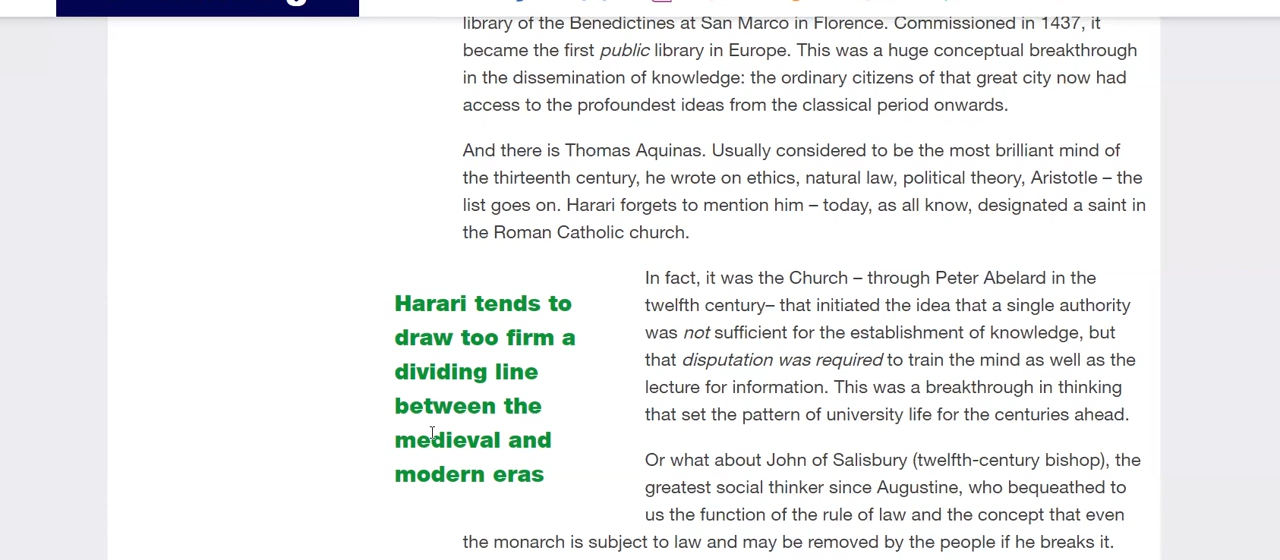 library of the Benedictines at San Marco in Florence. Commissioned in 1437, it
became the first public library in Europe. This was a huge conceptual breakthrough
in the dissemination of knowledge: the ordinary citizens of that great city now had
access to the profoundest ideas from the classical period onwards.
And there is Thomas Aquinas. Usually considered to be the most brilliant mind of
the thirteenth century, he wrote on ethics, natural law, political theory, Aristotle – the
list goes on. Harari forgets to mention him – today, as all know, designated a saint in
the Roman Catholic church.
Harari tends to
draw too firm a
dividing line
between the
medieval and
modern eras
In fact, it was the Church – through Peter Abelard in the
twelfth century– that initiated the idea that a single authority
was not sufficient for the establishment of knowledge, but
that disputation was required to train the mind as well as the
lecture for information. This was a breakthrough in thinking
that set the pattern of university life for the centuries ahead.
Or what about John of Salisbury (twelfth-century bishop), the
greatest social thinker since Augustine, who bequeathed to
us the function of the rule of law and the concept that even
the monarch is subject to law and may be removed by the people if he breaks it.